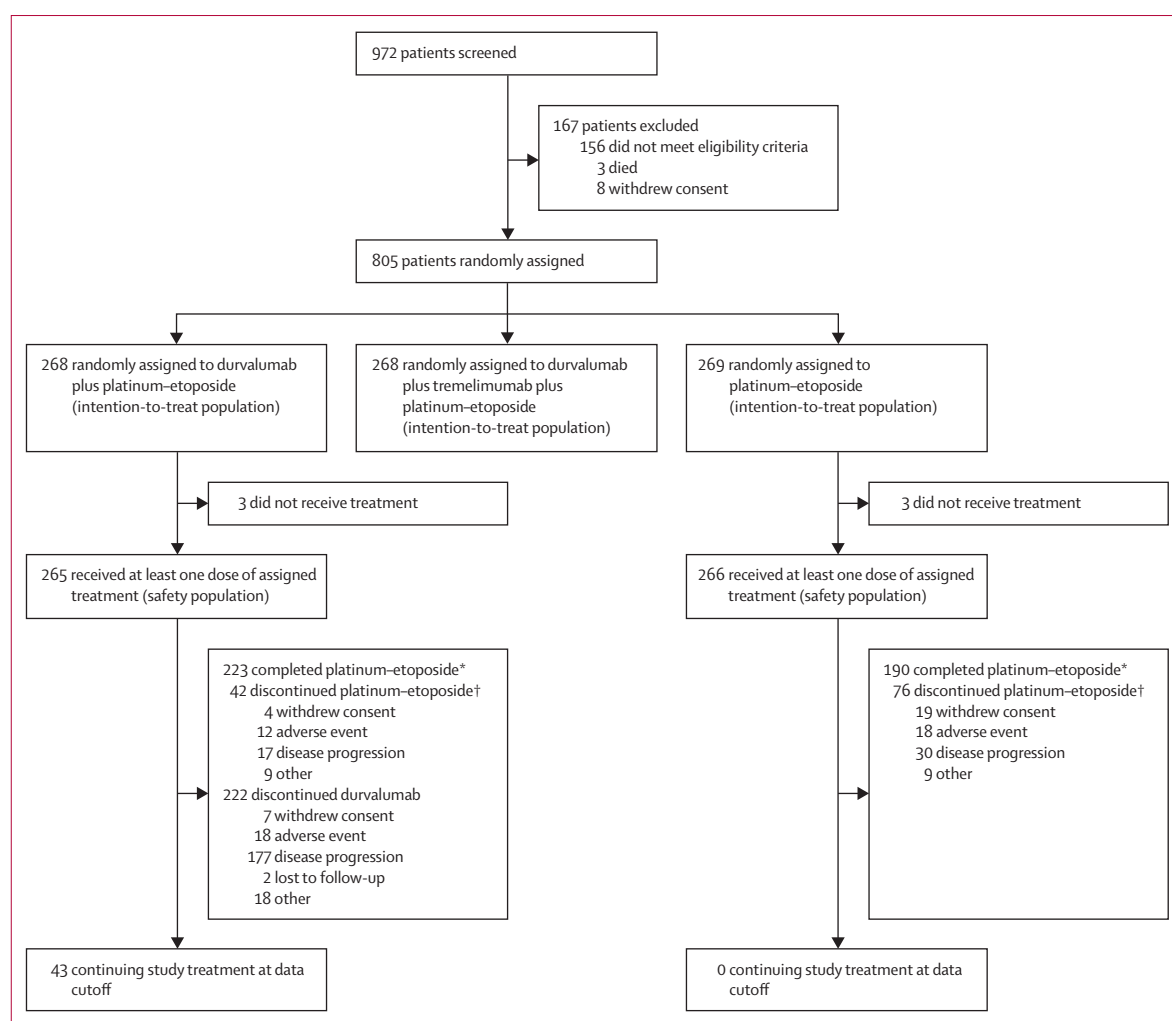 972 patients screened
167 patients excluded
156 did not meet eligibility criteria
3 died
8 withdrew consent
805 patients randomly assigned
268 randomly assigned to durvalumab
plus platinum–etoposide
(intention-to-treat population)
268 randomly assigned to durvalumab
plus tremelimumab plus
platinum–etoposide
(intention-to-treat population)
269 randomly assigned to
platinum–etoposide
(intention-to-treat population)
3 did not receive treatment
3 did not receive treatment
265 received at least one dose of assigned
treatment (safety population)
266 received at least one dose of assigned
treatment (safety population)
223 completed platinum–etoposide*
42 discontinued platinum–etoposide†
4 withdrew consent
12 adverse event
17 disease progression
9 other
222 discontinued durvalumab
7 withdrew consent
18 adverse event
177 disease progression
2 lost to follow-up
18 other
190 completed platinum–etoposide*
76 discontinued platinum–etoposide†
19 withdrew consent
18 adverse event
30 disease progression
9 other
43 continuing study treatment at data
cutoff
0 continuing study treatment at data
cutoff